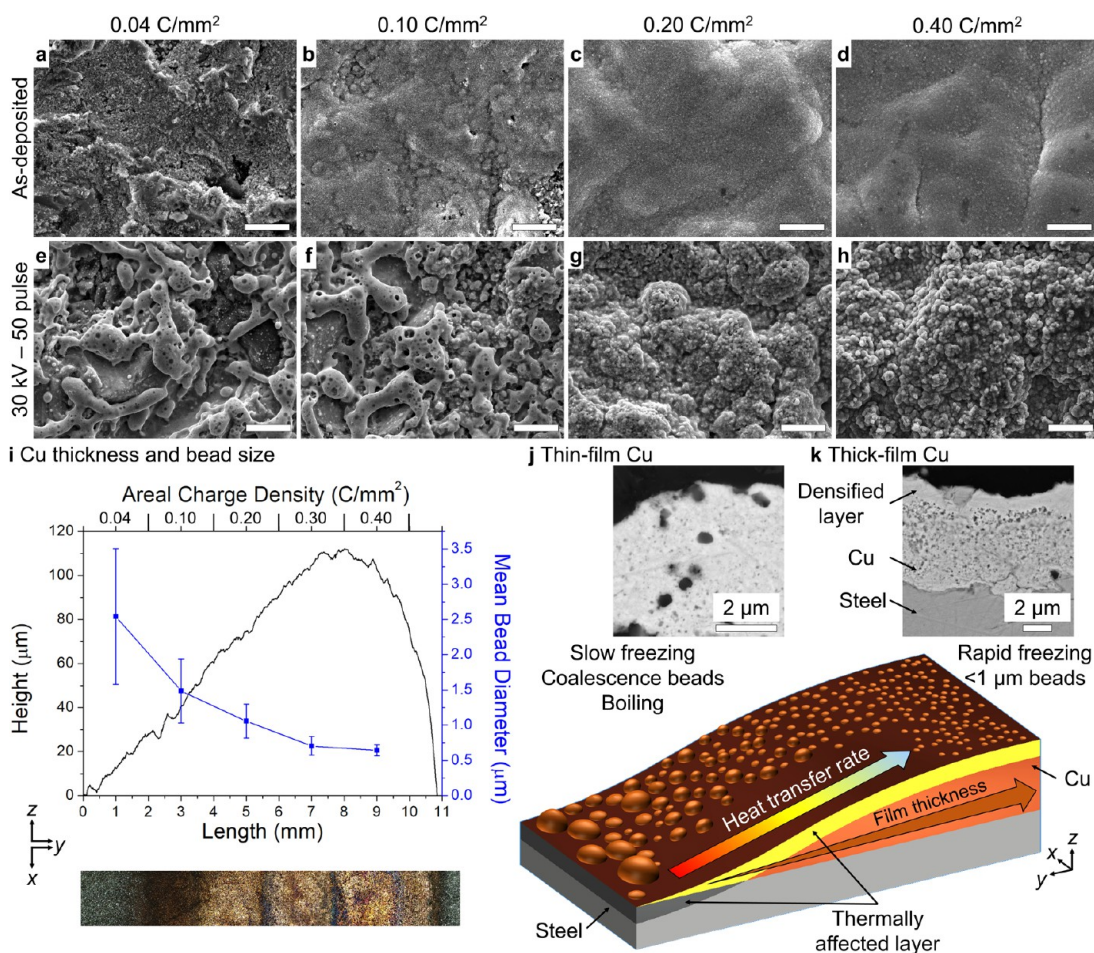 0.04 C/mm² 0.10 C/mm² 0.20 C/mm² 0.40 C/mm²
As-deposited
a b c d
30 kV – 50 pulse
e f g h
i Cu thickness and bead size
Areal Charge Density (C/mm²)
0.04 0.10 0.20 0.30 0.40
Height (μm)
120
100
80
60
40
20
0
Mean Bead Diameter (μm)
3.5
3.0
2.5
2.0
1.5
1.0
0.5
0.0
0 1 2 3 4 5 6 7 8 9 10 11
Length (mm)
z
y
x
j Thin-film Cu
2 μm
Slow freezing
Coalescence beads
Boiling
k Thick-film Cu
Densified
layer
Cu
Steel
2 μm
Rapid freezing
<1 μm beads
Heat transfer rate
Film thickness
Cu
Steel
Thermally
affected layer
z
x
y